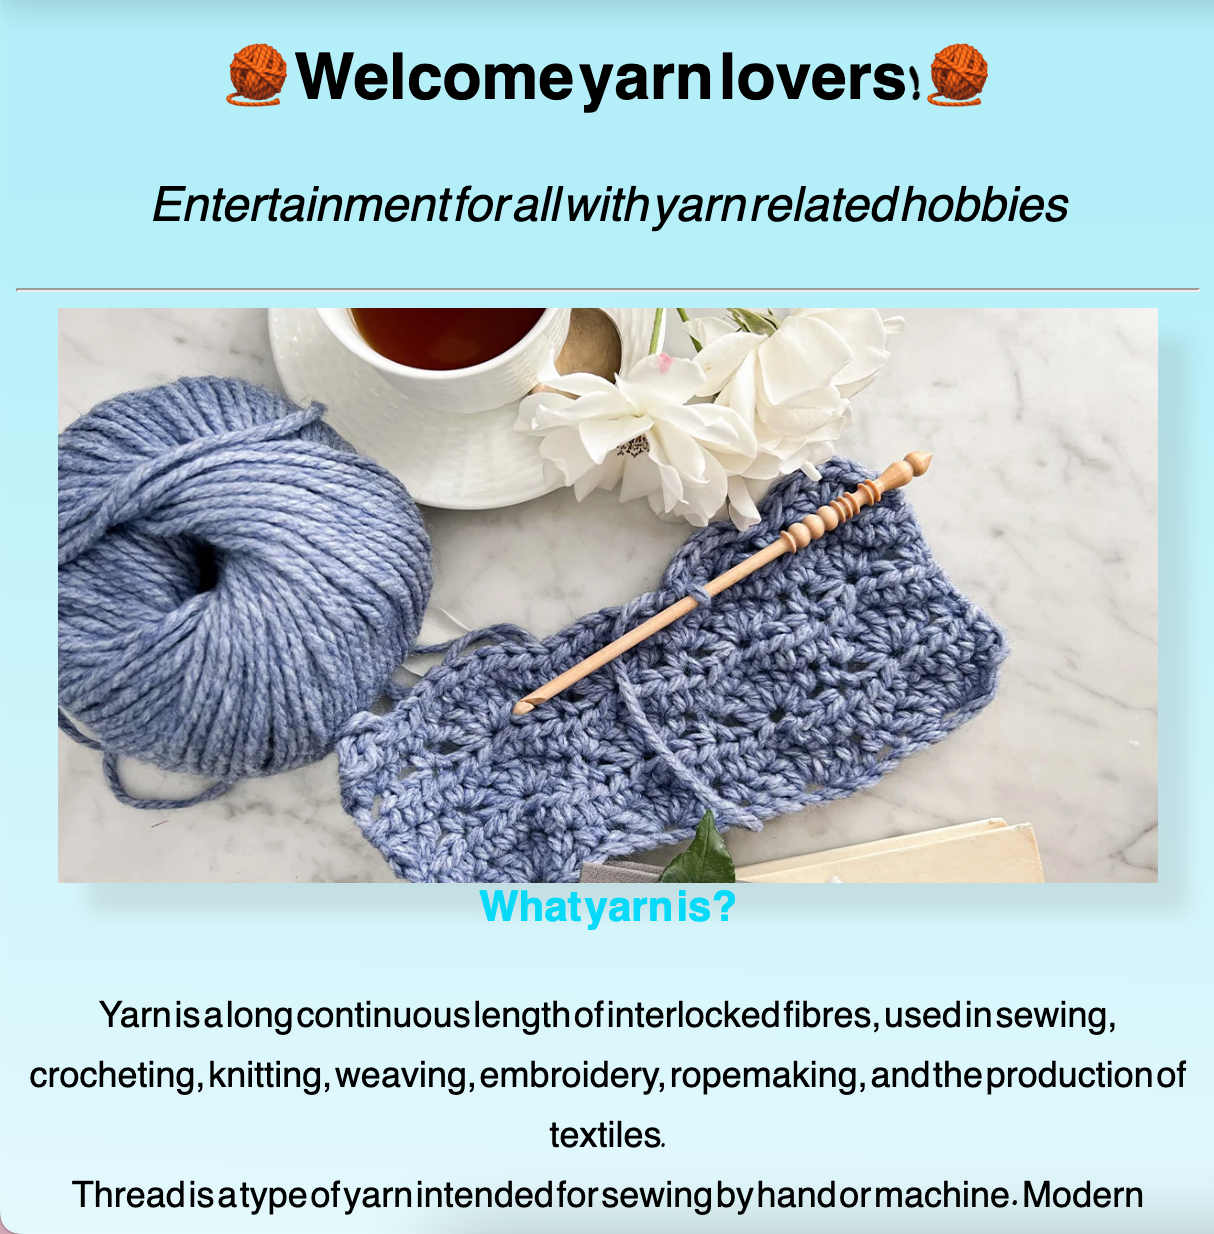 🧶Welcome yarn lovers!🧶
Entertainment for all with yarn related hobbies
What yarn is?
Yarn is a long continuous length of interlocked fibres, used in sewing,
crocheting, knitting, weaving, embroidery, ropemaking, and the production of
textiles.
Thread is a type of yarn intended for sewing by hand or machine. Modern